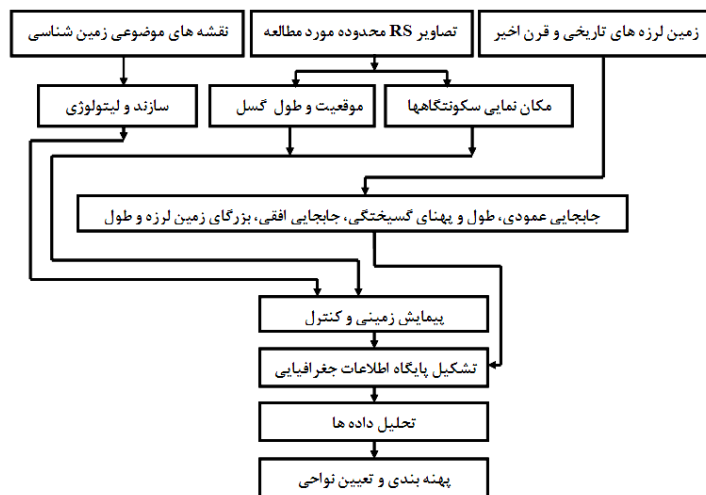 زمین لرزه های تاریخی و قرن اخیر
تصاویر RS محدوده مورد مطالعه
نقشه های موضوعی زمین شناسی
مکان نمایی سکونتگاهها
موقعیت و طول گسل
سازند و لیتولوژی
جابجایی عمودی، طول و پهنای گسیختگی، جابجایی افقی، بزرگای زمین لرزه و طول
پیمایش زمینی و کنترل
تشکیل پایگاه اطلاعات جغرافیایی
تحلیل داده ها
پهنه بندی و تعیین نواحی